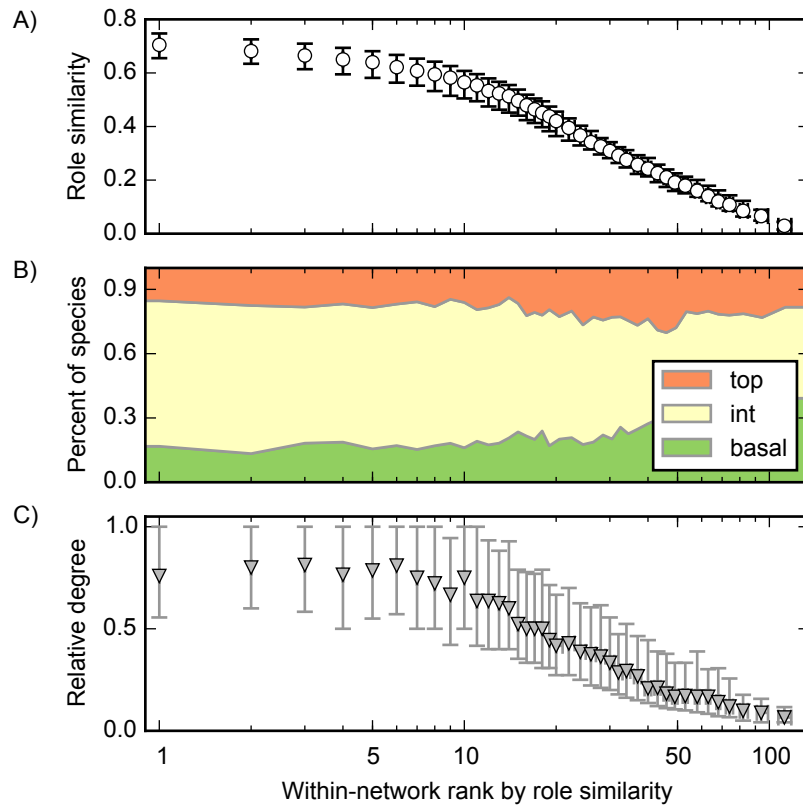 A)
0.8
0.6
0.4
0.2
0.0
Role similarity
B)
0.9
0.6
0.3
0.0
Percent of species
top
int
basal
C)
1.0
0.5
0.0
Relative degree
1 5 10 50 100
Within-network rank by role similarity